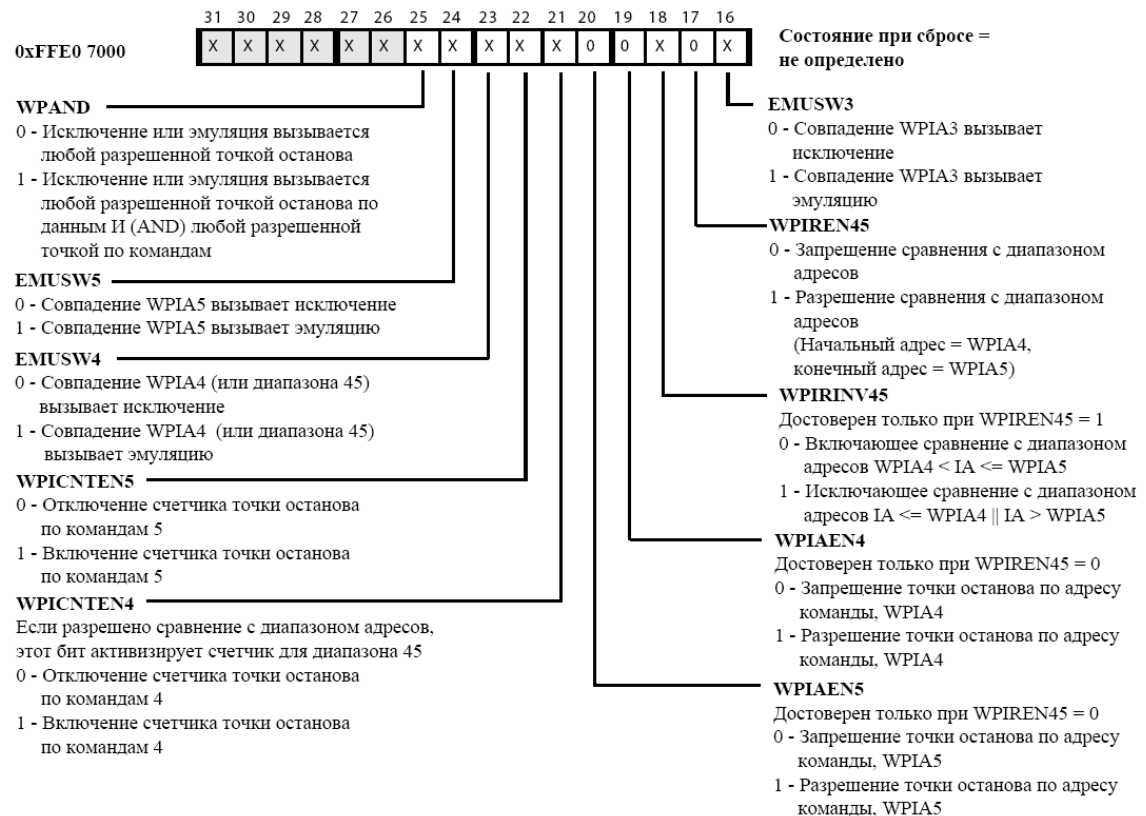 31 30 29 28 27 26 25 24 23 22 21 20 19 18 17 16
0xFFE0 7000
X X X X X X X X X X X 0 0 X 0 X
Состояние при сбросе =
не определено
WPAND
0 - Исключение или эмуляция вызывается
любой разрешенной точкой останова
1 - Исключение или эмуляция вызывается
любой разрешенной точкой останова по
данным И (AND) любой разрешенной
точкой по командам
EMUSW5
0 - Совпадение WPIA5 вызывает исключение
1 - Совпадение WPIA5 вызывает эмуляцию
EMUSW4
0 - Совпадение WPIA4 (или диапазона 45)
вызывает исключение
1 - Совпадение WPIA4 (или диапазона 45)
вызывает эмуляцию
WPICNTEN5
0 - Отключение счетчика точки останова
по командам 5
1 - Включение счетчика точки останова
по командам 5
WPICNTEN4
Если разрешено сравнение с диапазоном адресов,
этот бит активизирует счетчик для диапазона 45
0 - Отключение счетчика точки останова
по командам 4
1 - Включение счетчика точки останова
по командам 4
EMUSW3
0 - Совпадение WPIA3 вызывает
исключение
1 - Совпадение WPIA3 вызывает
эмуляцию
WPIREN45
0 - Запрещение сравнения с диапазоном
адресов
1 - Разрешение сравнения с диапазоном
адресов
(Начальный адрес = WPIA4,
конечный адрес = WPIA5)
WPIRINV45
Достоверен только при WPIREN45 = 1
0 - Включающее сравнение с диапазоном
адресов WPIA4 < IA <= WPIA5
1 - Исключающее сравнение с диапазоном
адресов IA <= WPIA4 || IA > WPIA5
WPIAEN4
Достоверен только при WPIREN45 = 0
0 - Запрещение точки останова по адресу
команды, WPIA4
1 - Разрешение точки останова по адресу
команды, WPIA4
WPIAEN5
Достоверен только при WPIREN45 = 0
0 - Запрещение точки останова по адресу
команды, WPIA5
1 - Разрешение точки останова по адресу
команды, WPIA5